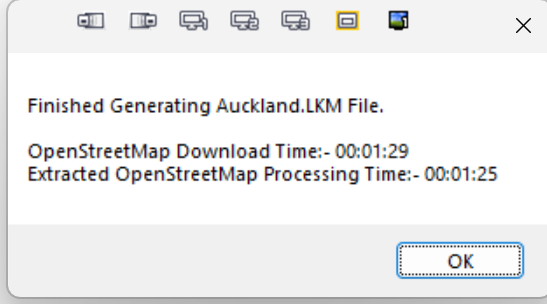 Finished Generating Auckland.LKM File.
OpenStreetMap Download Time:- 00:01:29
Extracted OpenStreetMap Processing Time:- 00:01:25
OK